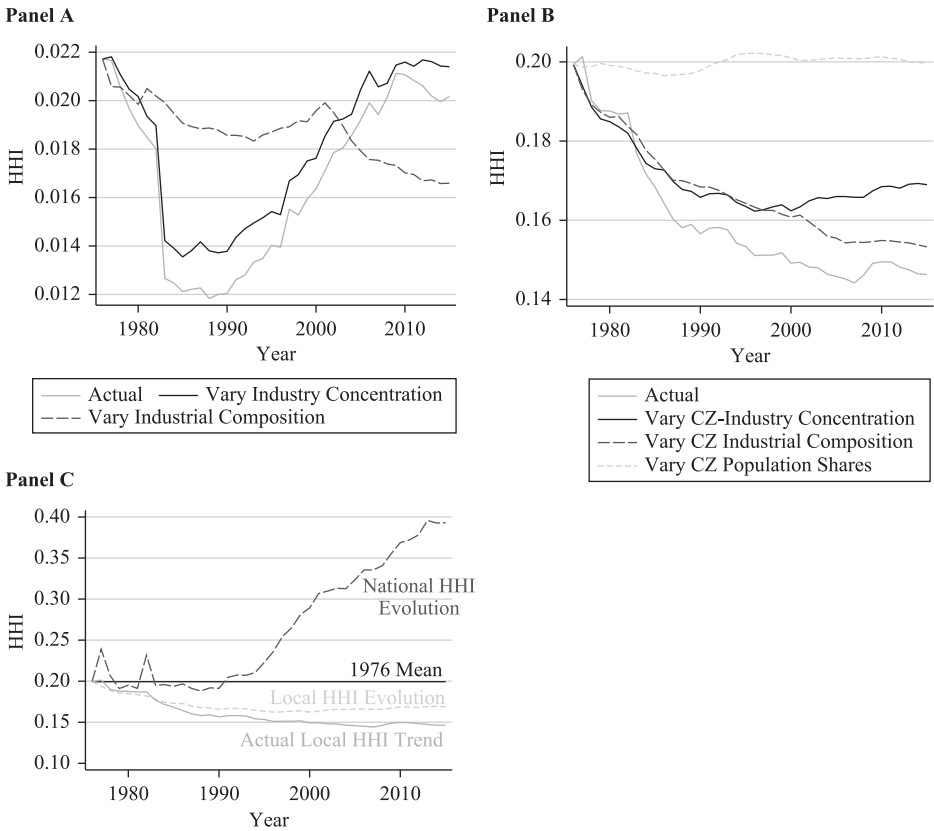 Panel A
0.022
0.020
0.018
0.016
0.014
0.012
HHI
1980
1990
2000
2010
Year
Actual
Vary Industry Concentration
Vary Industrial Composition
Panel B
0.20
0.18
0.16
0.14
HHI
1980
1990
2000
2010
Year
Actual
Vary CZ-Industry Concentration
Vary CZ Industrial Composition
Vary CZ Population Shares
Panel C
0.40
0.35
0.30
0.25
0.20
0.15
0.10
HHI
National HHI
Evolution
1976 Mean
Local HHI Evolution
Actual Local HHI Trend
1980
1990
2000
2010
Year